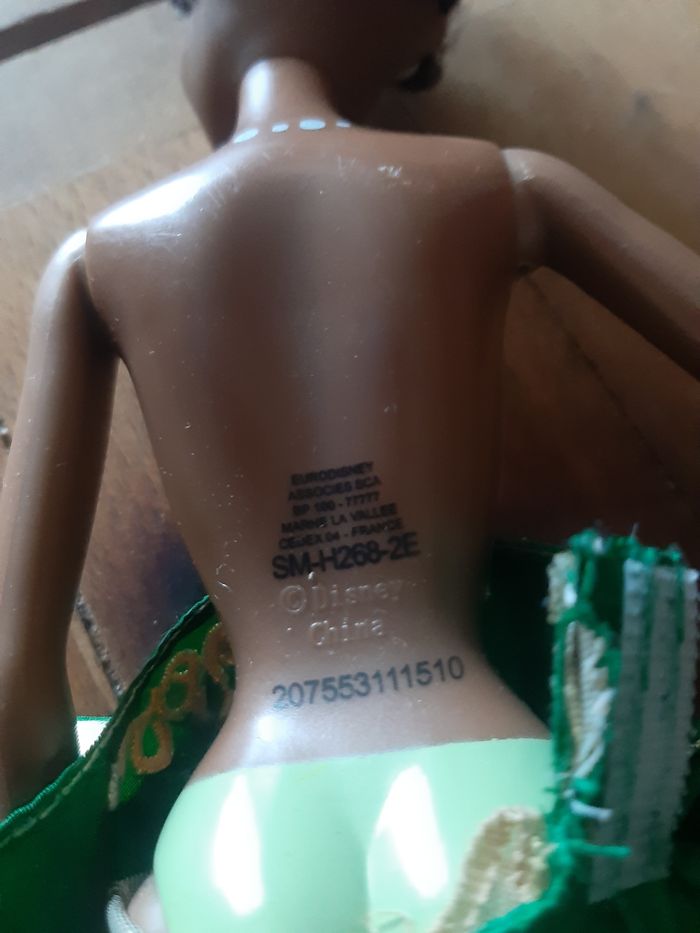 EURODISNEY
ASSOCIES SCA
BP 100 - 77777
MARNE LA VALLEE
CEDEX 04 - FRANCE
SM-H268-2E
©Disney
China
207553111510